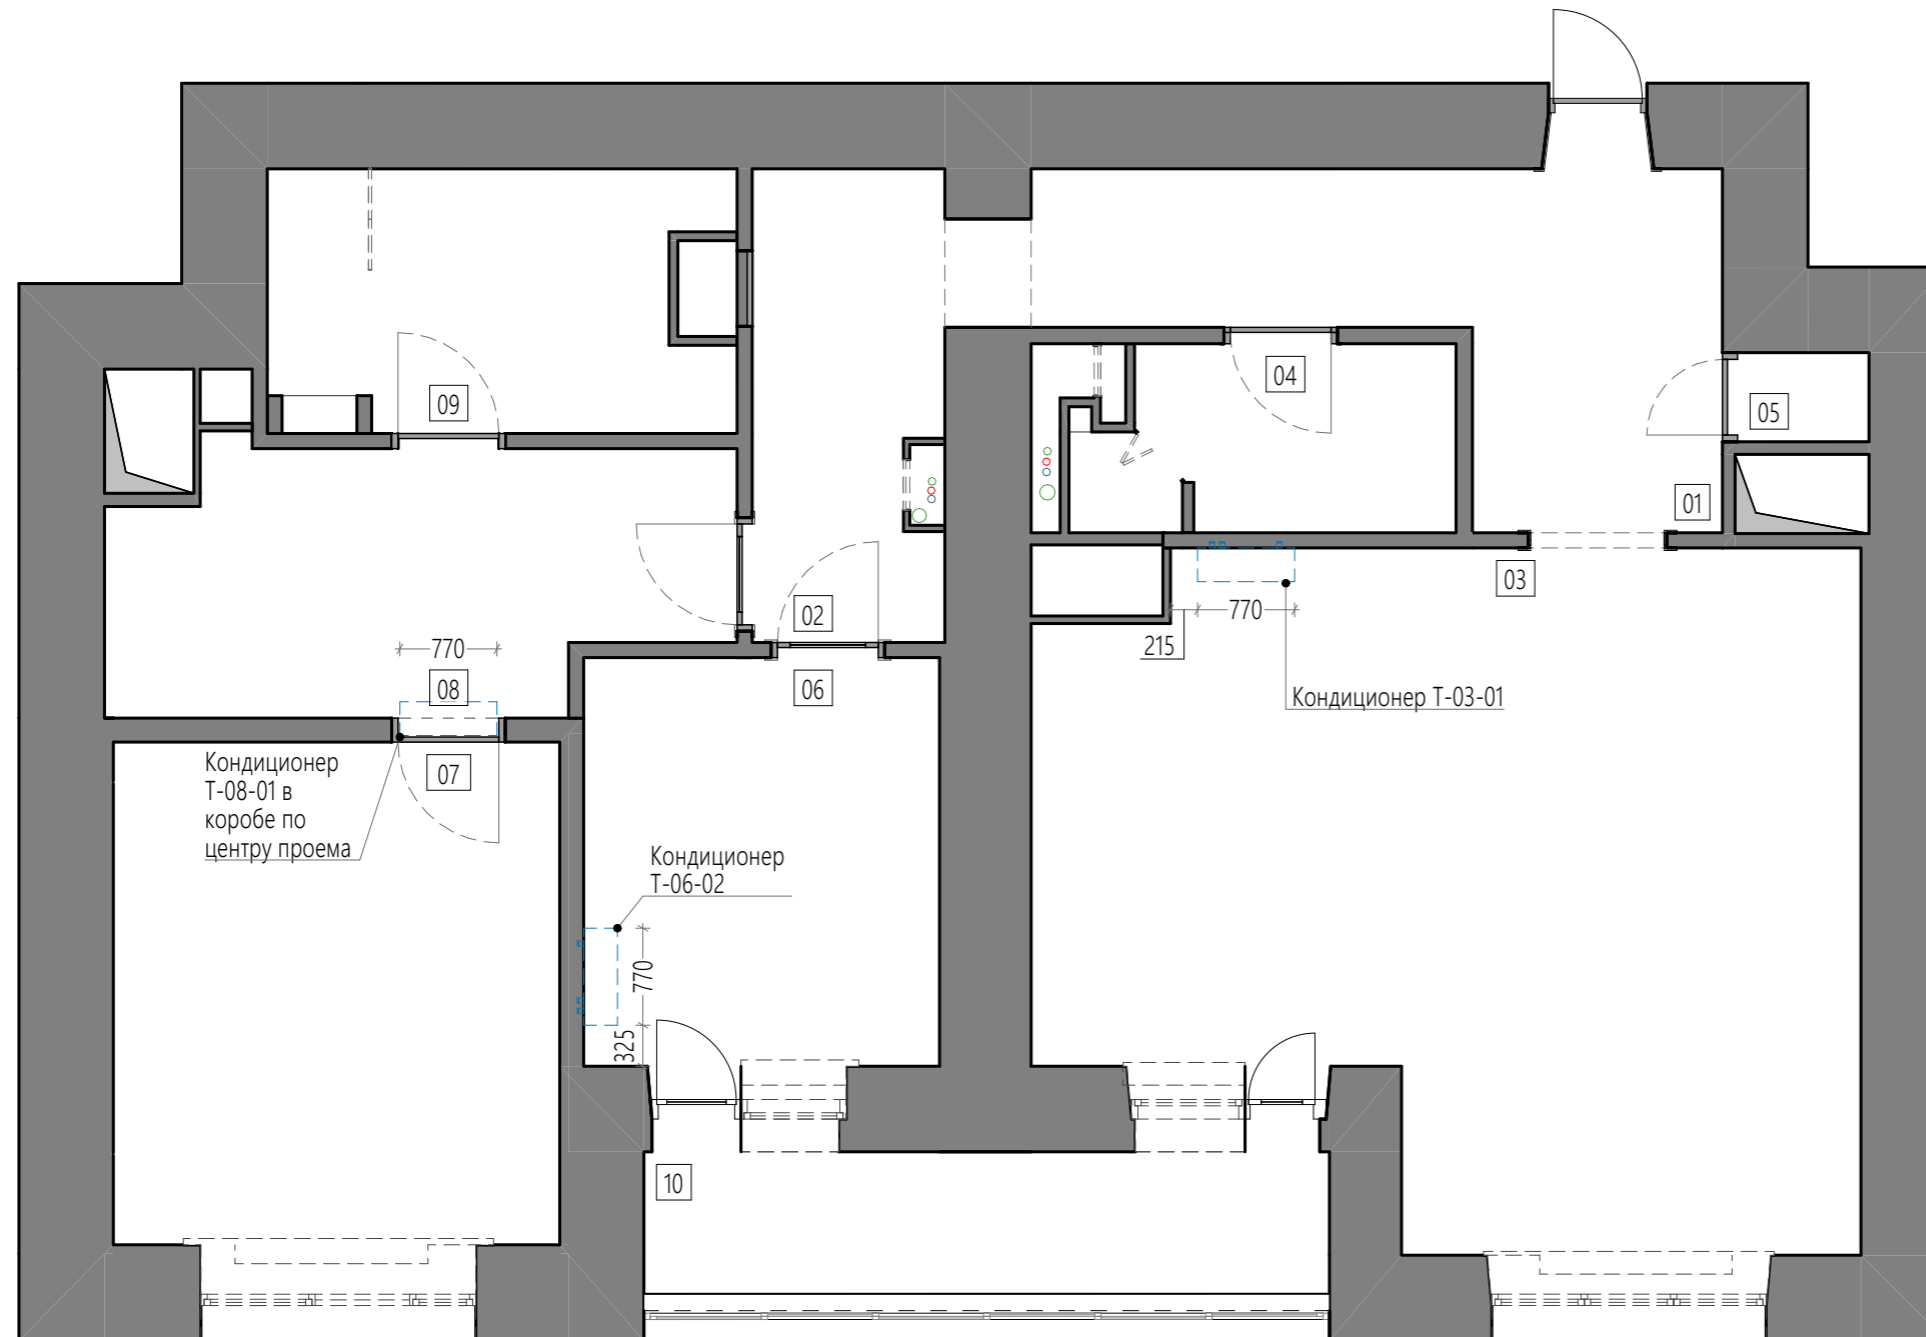 09
04
05
01
02
03
770
215
770
08
06
Кондиционер Т-03-01
Кондиционер
Т-08-01 в
коробе по
центру проема
07
Кондиционер
Т-06-02
770
325
10